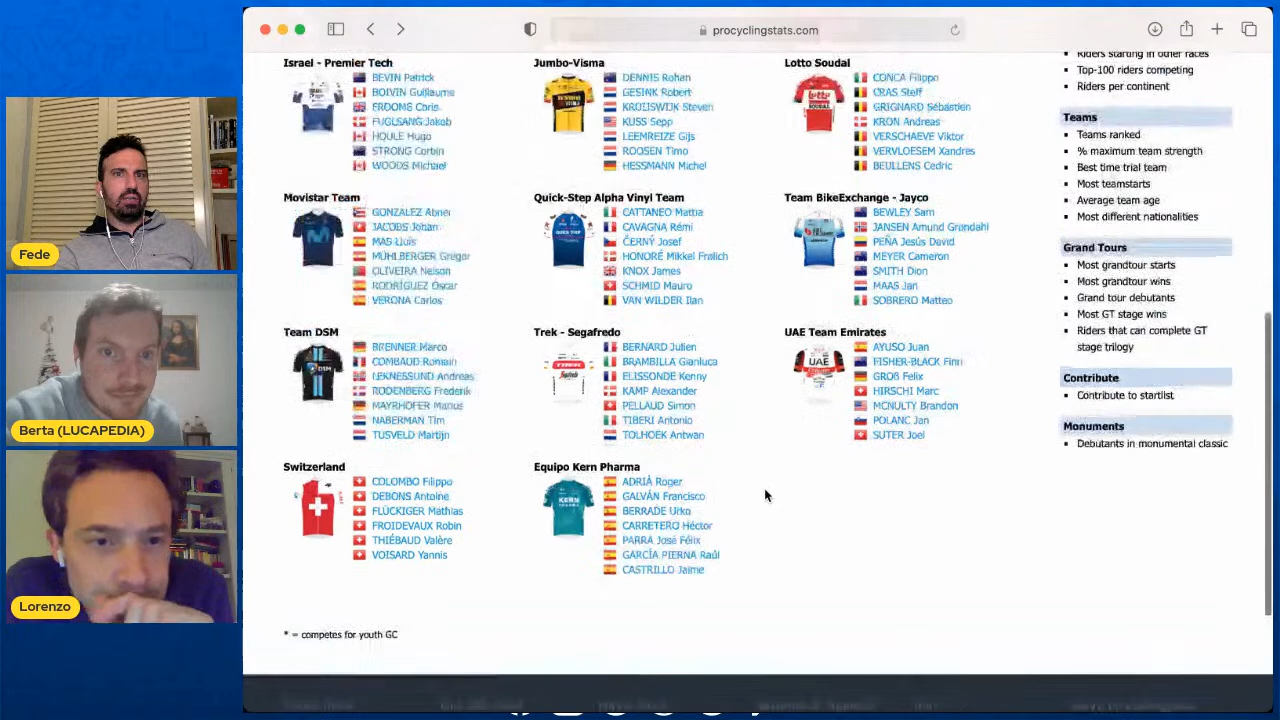 procyclingstats.com
Israel - Premier Tech
BEVIN Patrick
BOIVIN Guillaume
FROOME Chris
FUGLSANG Jakob
HOULE Hugo
STRONG Corbin
WOODS Michael
Jumbo-Visma
DENNIS Rohan
GESINK Robert
KRUIJSWIJK Steven
KUSS Sepp
LEEMREIZE Gijs
ROOSEN Timo
HESSMANN Michel
Lotto Soudal
CONCA Filippo
CRAS Steff
GRIGNARD Sébastien
KRON Andreas
VERSCHAEVE Viktor
VERVLOESEM Xandres
BEULLENS Cedric
Movistar Team
GONZÁLEZ Abner
JACOBS Johan
MAS Lluís
MÜHLBERGER Gregor
OLIVEIRA Nelson
RODRÍGUEZ Óscar
VERONA Carlos
Quick-Step Alpha Vinyl Team
CATTANEO Mattia
CAVAGNA Rémi
ČERNÝ Josef
HONORÉ Mikkel Frølich
KNOX James
SCHMID Mauro
VAN WILDER Ilan
Team BikeExchange - Jayco
BEWLEY Sam
JANSEN Amund Grøndahl
PEÑA Jesús David
MEYER Cameron
SMITH Dion
MAAS Jan
SOBRERO Matteo
Team DSM
BRENNER Marco
COMBAUD Romain
LEKNESSUND Andreas
RODENBERG Frederik
MAYRHOFER Marius
NABERMAN Tim
TUSVELD Martijn
Trek - Segafredo
BERNARD Julien
BRAMBILLA Gianluca
ELISSONDE Kenny
KAMP Alexander
PELLAUD Simon
TIBERI Antonio
TOLHOEK Antwan
UAE Team Emirates
AYUSO Juan
FISHER-BLACK Finn
GROß Felix
HIRSCHI Marc
MCNULTY Brandon
POLANC Jan
SUTER Joel
Switzerland
COLOMBO Filippo
DEBONS Antoine
FLÜCKIGER Mathias
FROIDEVAUX Robin
THIÉBAUD Valère
VOISARD Yannis
Equipo Kern Pharma
ADRIÀ Roger
GALVÁN Francisco
BERRADE Urko
CARRETERO Héctor
PARRA José Félix
GARCÍA PIERNA Raúl
CASTRILLO Jaime
* = competes for youth GC
Riders starting in other races
Top-100 riders competing
Riders per continent
Teams
Teams ranked
% maximum team strength
Best time trial team
Most teamstarts
Average team age
Most different nationalities
Grand Tours
Most grandtour starts
Most grandtour wins
Grand tour debutants
Most GT stage wins
Riders that can complete GT
stage trilogy
Contribute
Contribute to startlist
Monuments
Debutants in monumental classic
Fede
Berta (LUCAPEDIA)
Lorenzo